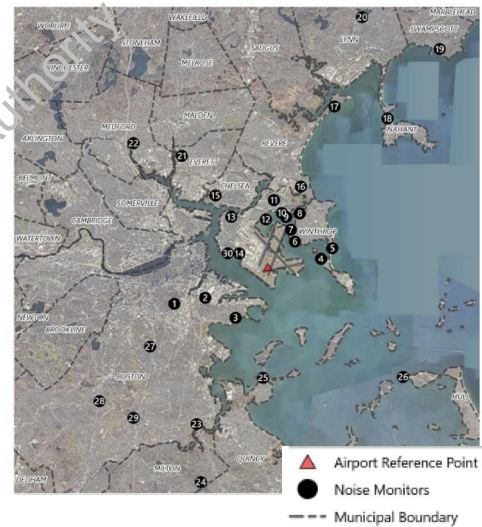 MARBLEHEAD
WAKEFIELD
20
WOBURN
SWAMPSCOTT
LYNN
STONEHAM
19
SAUGUS
MELROSE
WINCHESTER
17
MALDEN
18
MEDFORD
NAHANT
ARLINGTON
22
REVERE
21
EVERETT
BELMONT
CHELSEA
16
15
SOMERVILLE
11
13
12
10
9
8
CAMBRIDGE
7
WINTHROP
WATERTOWN
6
5
30
14
4
2
1
3
NEWTON
BROOKLINE
27
BOSTON
25
26
HULL
28
29
23
QUINCY
MILTON
DEDHAM
24
Authority
Airport Reference Point
Noise Monitors
Municipal Boundary